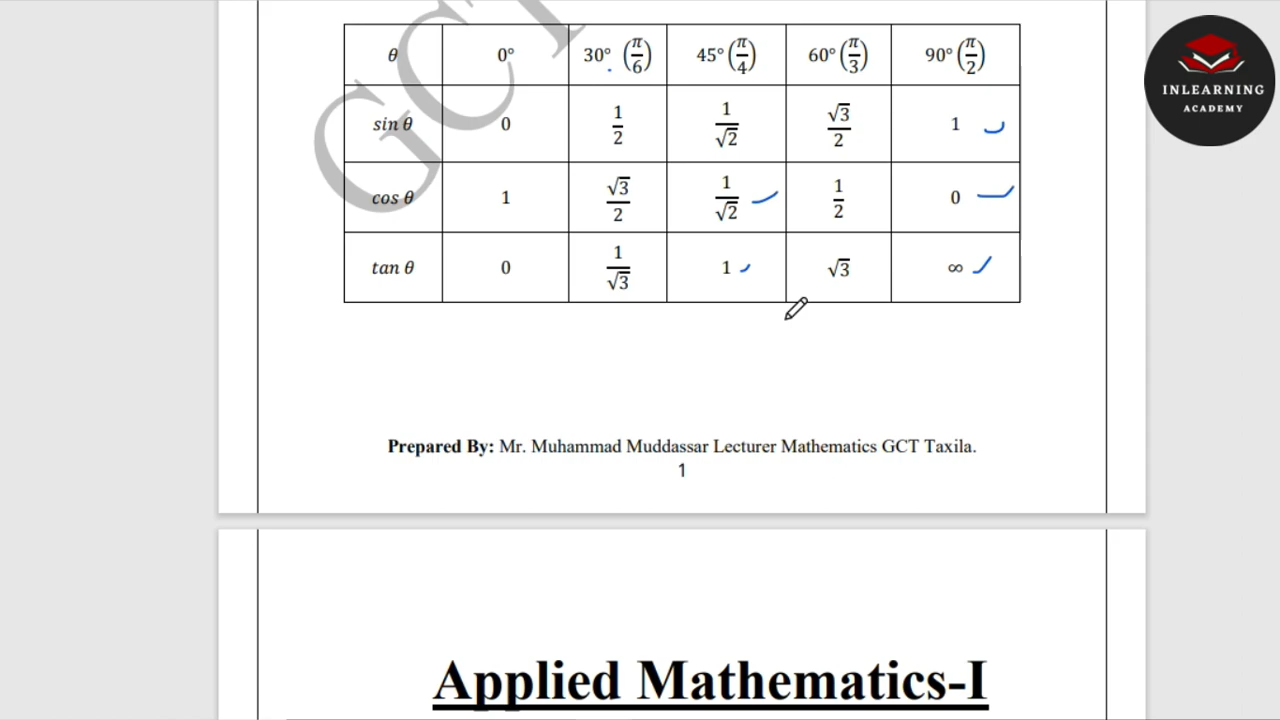 GCT
INLEARNING
ACADEMY
θ 0° 30° (π/6) 45° (π/4) 60° (π/3) 90° (π/2)
sin θ 0 1/2 1/√2 √3/2 1
cos θ 1 √3/2 1/√2 1/2 0
tan θ 0 1/√3 1 √3 ∞
Prepared By: Mr. Muhammad Muddassar Lecturer Mathematics GCT Taxila.
1
Applied Mathematics-I